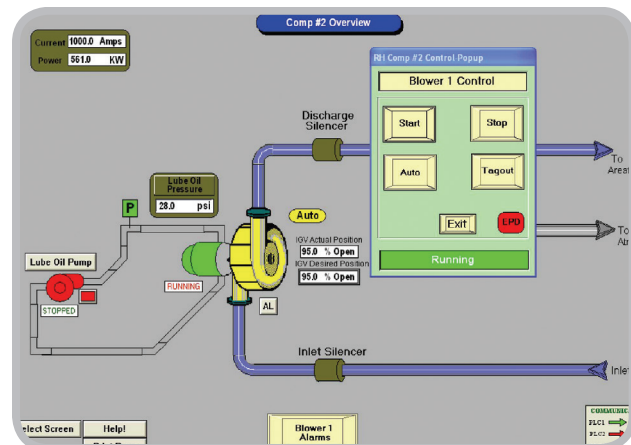 Comp #2 Overview
Current 1000.0 Amps
Power 561.0 KW
RH Comp #2 Control Popup
Blower 1 Control
Start
Stop
Auto
Tagout
Exit
EPO
Running
Discharge
Silencer
To
To
Lube Oil
Pressure
28.0 psi
P
Auto
IGV Actual Position
95.0 % Open
IGV Desired Position
95.0 % Open
Lube Oil Pump
RUNNING
STOPPED
AL
Inlet Silencer
Inlet
elect Screen
Help!
Blower 1
Alarms
COMMUNIC
PLC1
PLC2